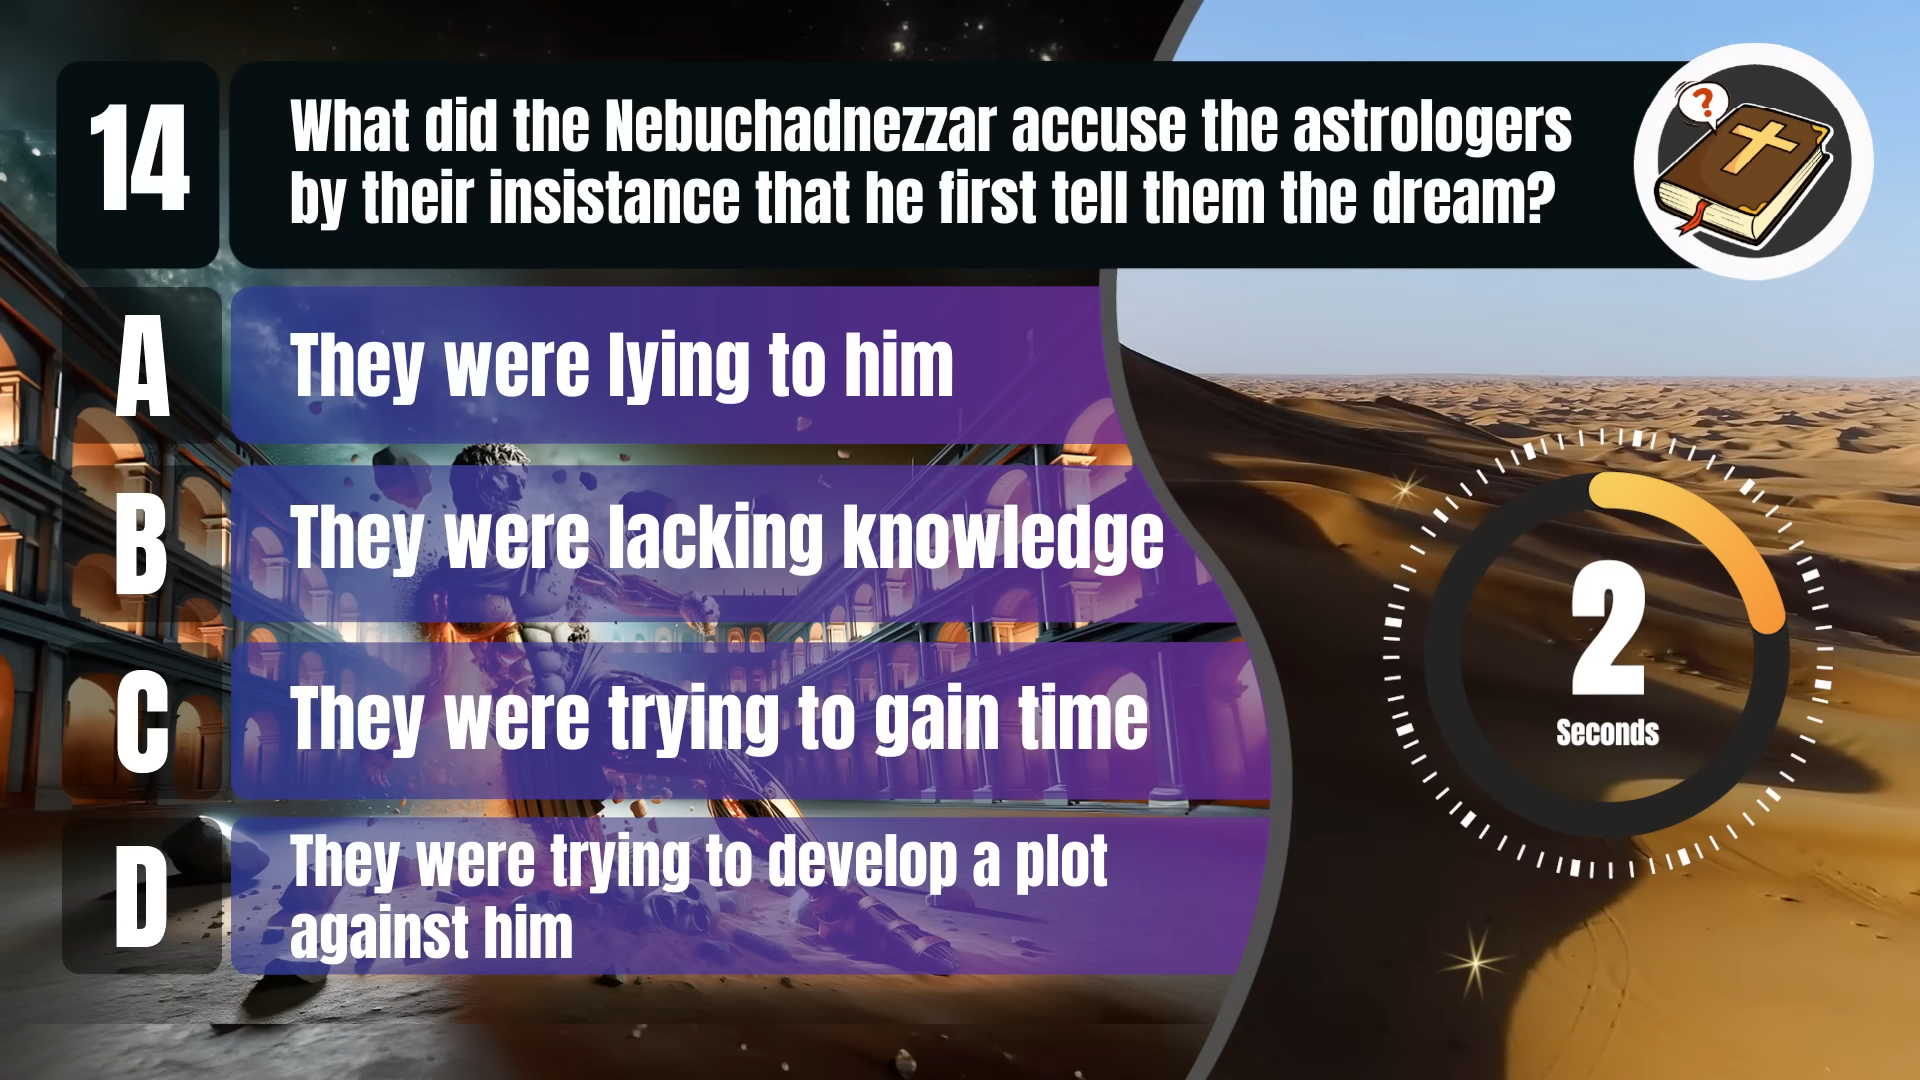 14
What did the Nebuchadnezzar accuse the astrologers
by their insistance that he first tell them the dream?
?
A
They were lying to him
B
They were lacking knowledge
C
They were trying to gain time
D
They were trying to develop a plot
against him
2
Seconds